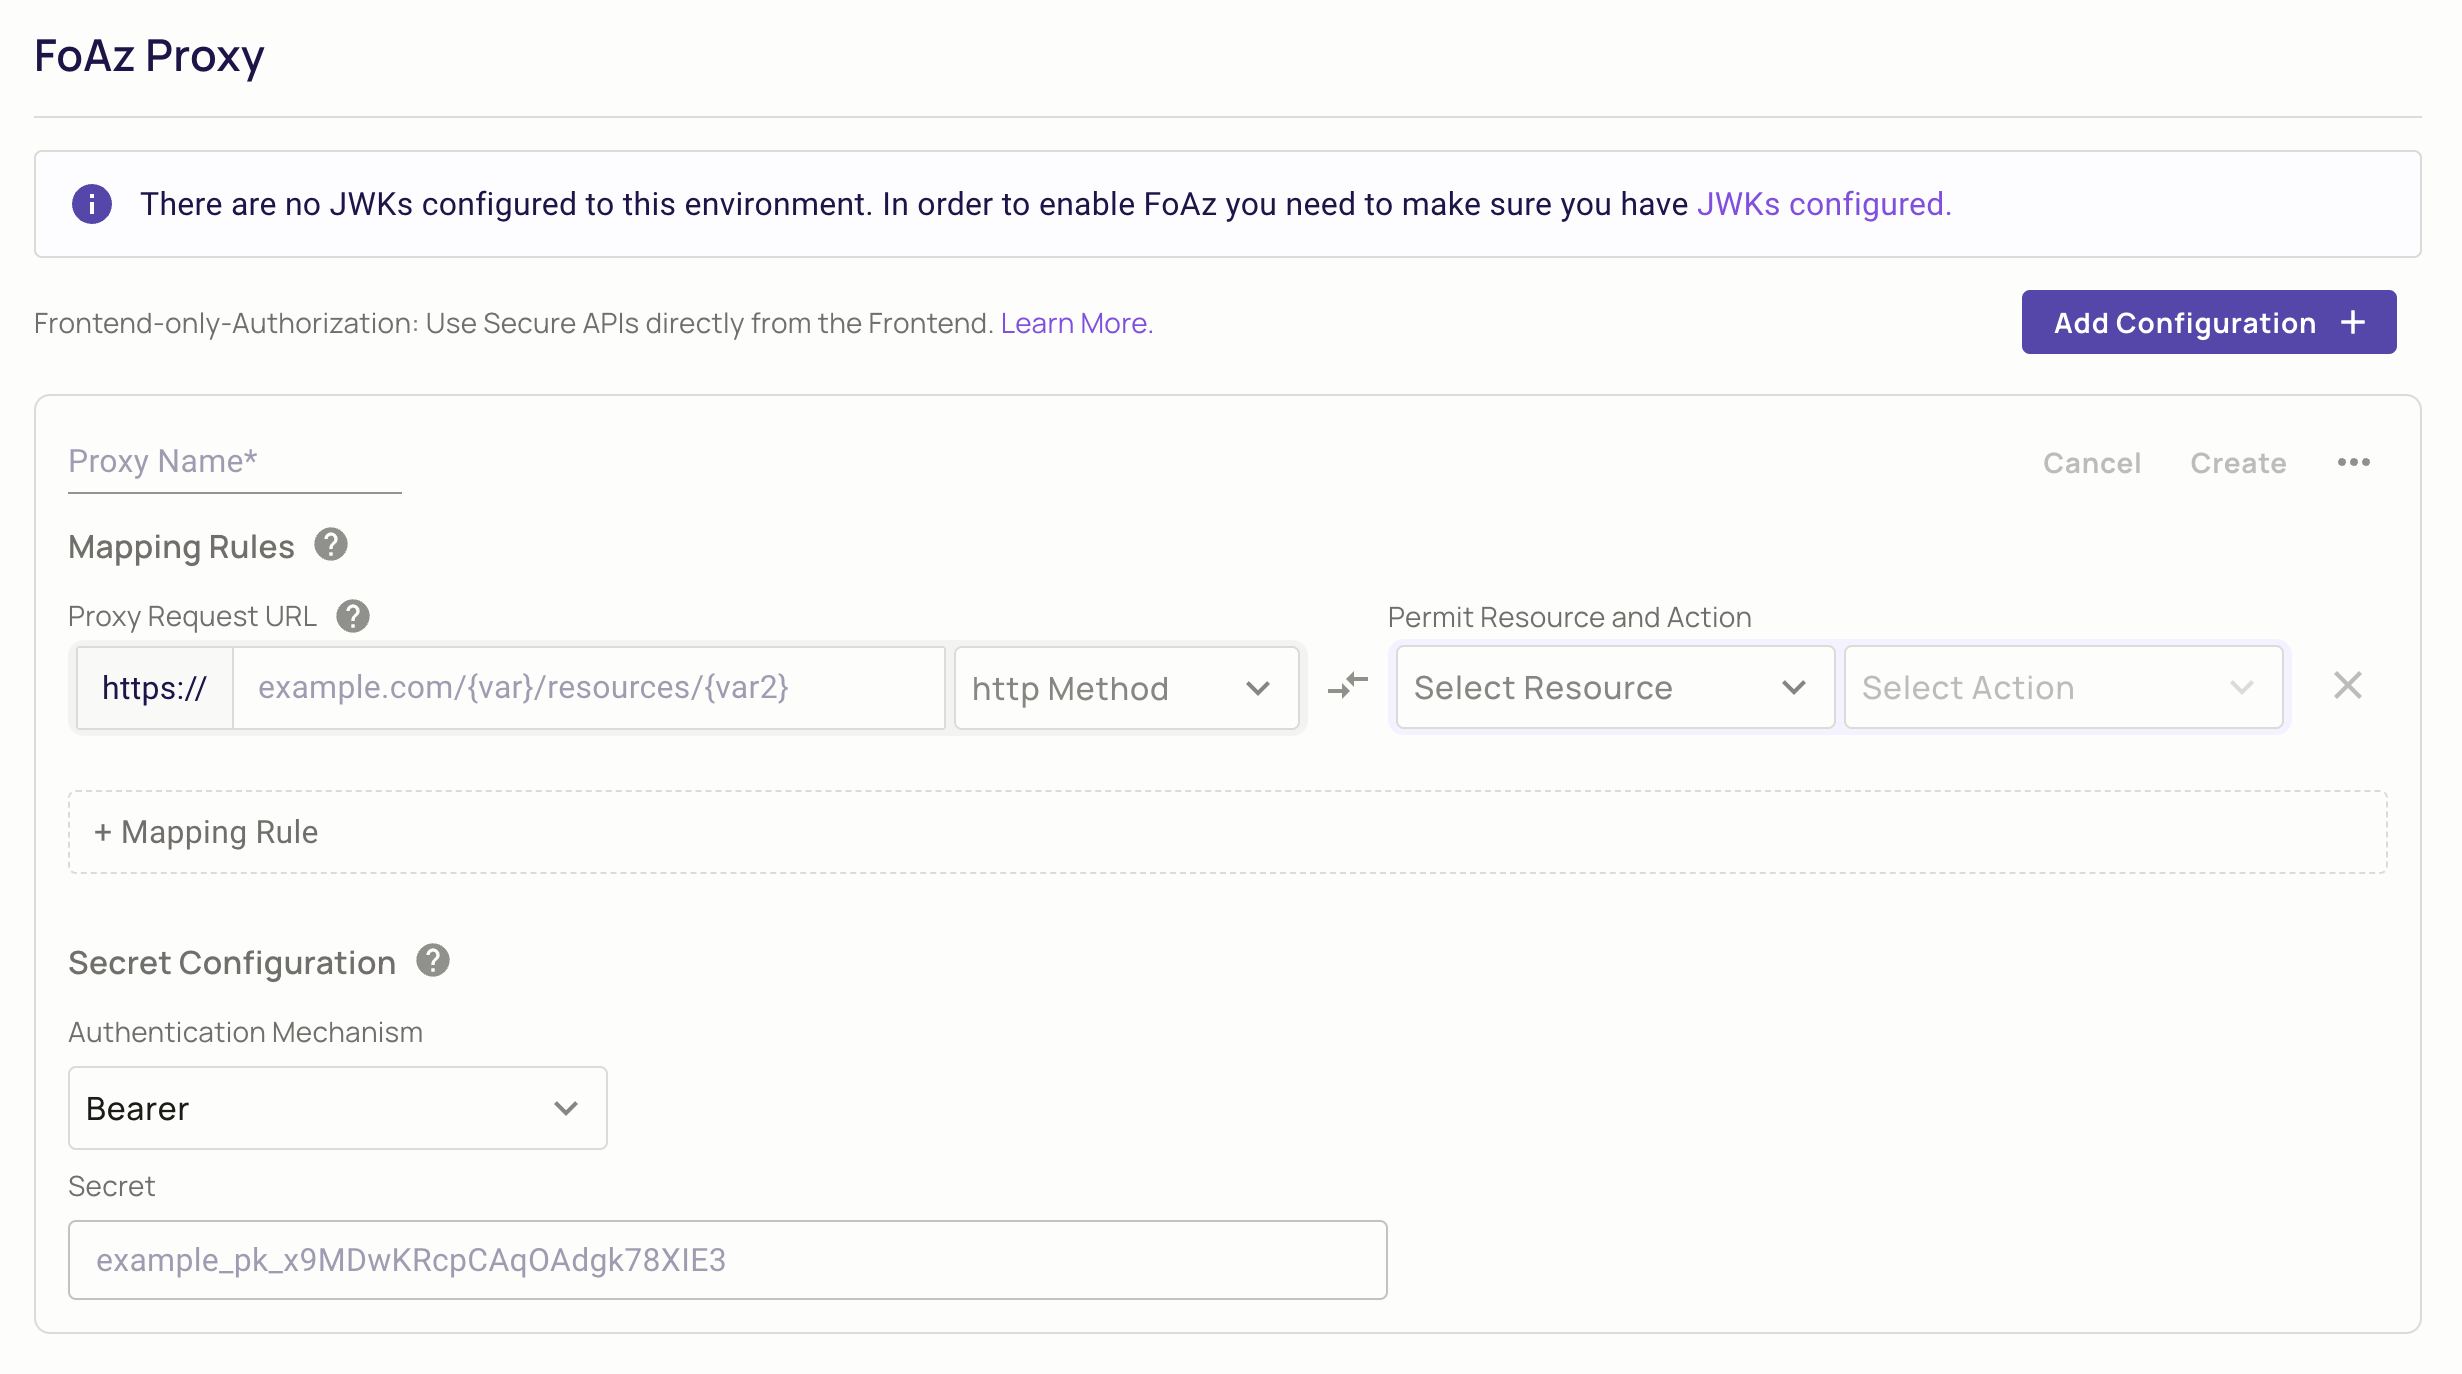 FoAz Proxy
There are no JWKs configured to this environment. In order to enable FoAz you need to make sure you have JWKs configured.
Frontend-only-Authorization: Use Secure APIs directly from the Frontend. Learn More.
Add Configuration +
Proxy Name*
Cancel Create
Mapping Rules
Proxy Request URL
Permit Resource and Action
https:// example.com/{var}/resources/{var2} http Method Select Resource Select Action
+ Mapping Rule
Secret Configuration
Authentication Mechanism
Bearer
Secret
example_pk_x9MDwKRcpCAqOAdgk78XIE3